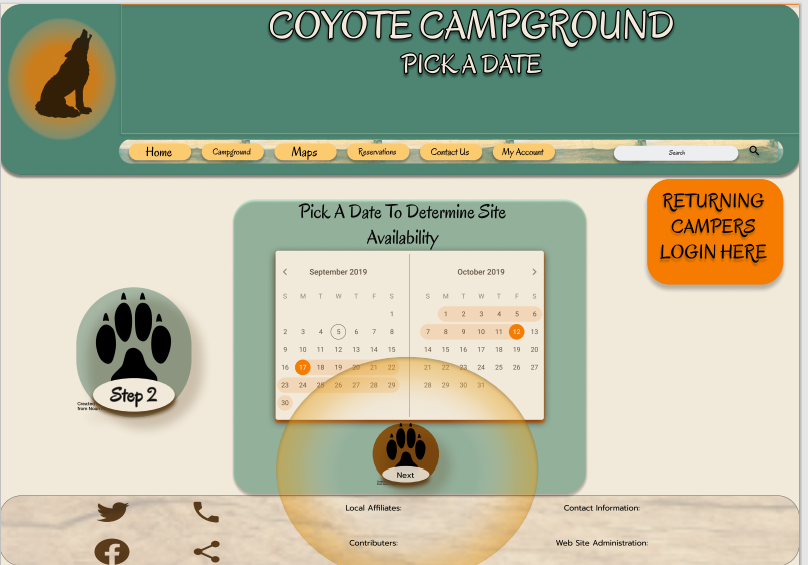 COYOTE CAMPGROUND
PICK A DATE
Home Campground Maps Reservations Contact Us My Account Search
RETURNING
CAMPERS
LOGIN HERE
Pick A Date To Determine Site
Availability
September 2019 October 2019
S M T W T F S S M T W T F S
1 1 2 3 4 5 6
2 3 4 5 6 7 8 7 8 9 10 11 12 13
9 10 11 12 13 14 15 14 15 16 17 18 19 20
16 17 18 19 20 21 22 21 22 23 24 25 26 27
23 24 25 26 27 28 29 28 29 30 31
30
Step 2
Created
from Noun
Next
Local Affiliates: Contact Information:
Contributers: Web Site Administration: